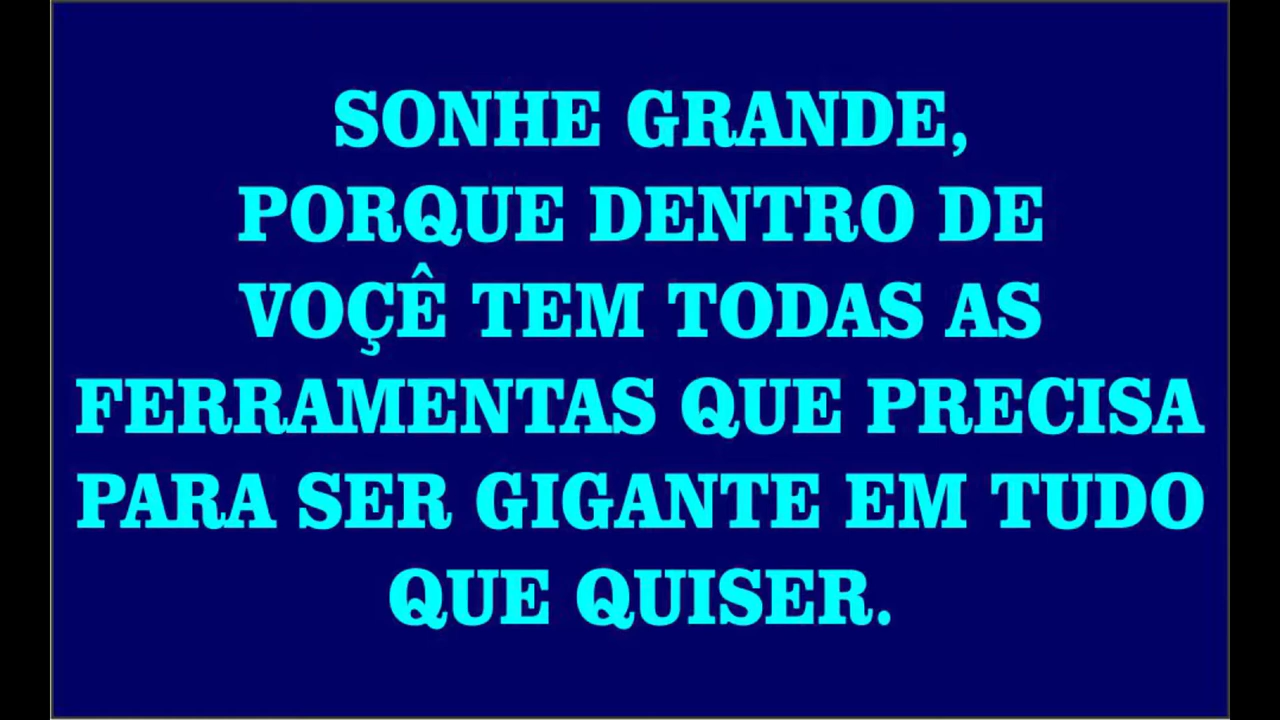 SONHE GRANDE,
PORQUE DENTRO DE
VOÇÊ TEM TODAS AS
FERRAMENTAS QUE PRECISA
PARA SER GIGANTE EM TUDO
QUE QUISER.